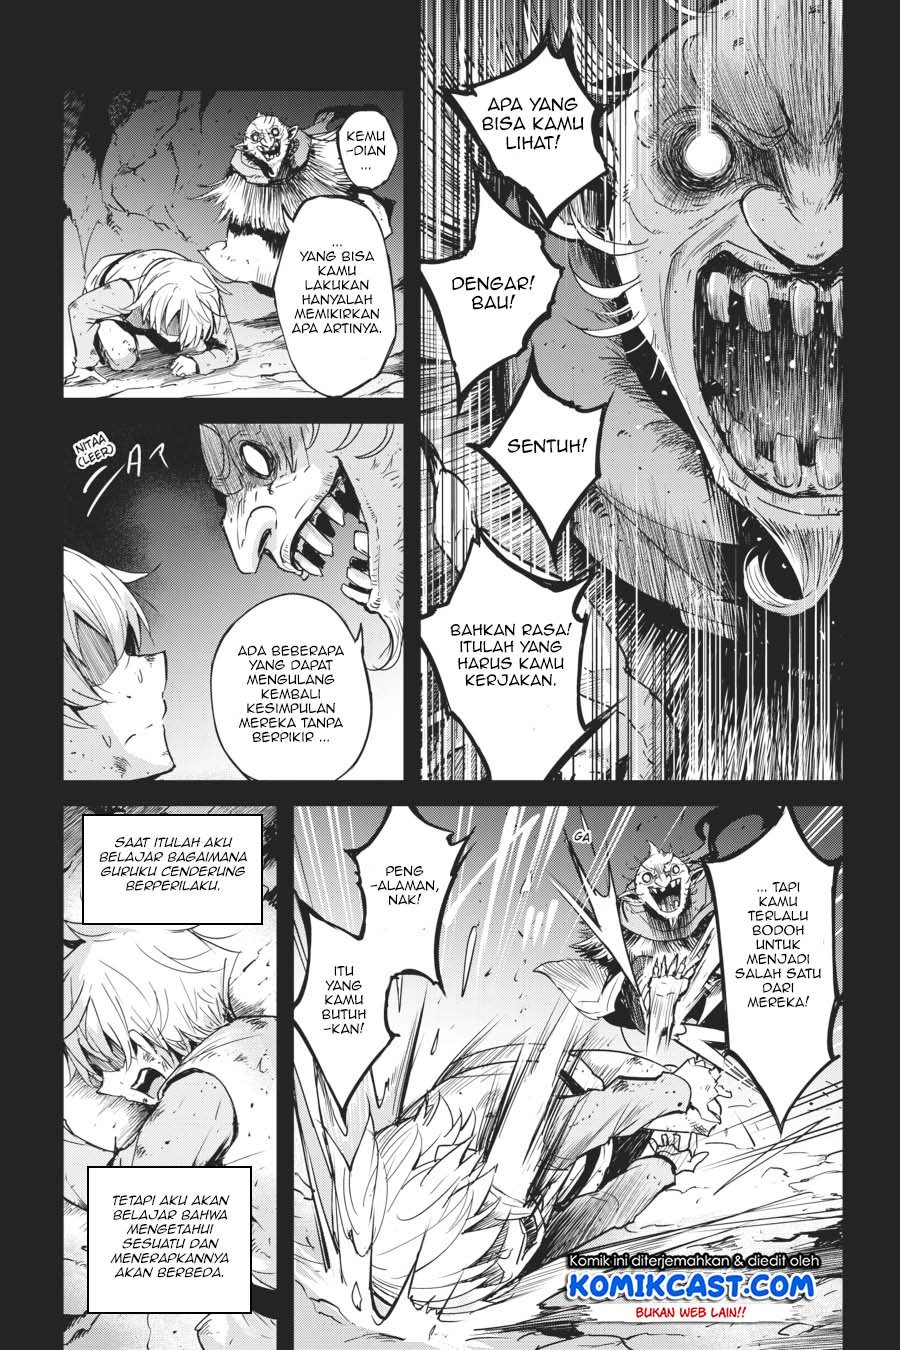 APA YANG
BISA KAMU
LIHAT!
DENGAR!
BAU!
SENTUH!
BAHKAN RASA!
ITULAH YANG
HARUS KAMU
KERJAKAN.
KEMU
-DIAN
...
...
YANG BISA
KAMU
LAKUKAN
HANYALAH
MEMIKIRKAN
APA ARTINYA.
NITAA
(LEER)
ADA BEBERAPA
YANG DAPAT
MENGULANG
KEMBALI
KESIMPULAN
MEREKA TANPA
BERPIKIR ...
... TAPI
KAMU
TERLALU
BODOH
UNTUK
MENJADI
SALAH SATU
DARI
MEREKA!
GA
PENG
-ALAMAN,
NAK!
ITU
YANG
KAMU
BUTUH
-KAN!
SAAT ITULAH AKU
BELAJAR BAGAIMANA
GURUKU CENDERUNG
BERPERILAKU.
TETAPI AKU AKAN
BELAJAR BAHWA
MENGETAHUI
SESUATU DAN
MENERAPKANNYA
AKAN BERBEDA.
Komik ini diterjemahkan & diedit oleh
KOMIKCAST.COM
BUKAN WEB LAIN!!